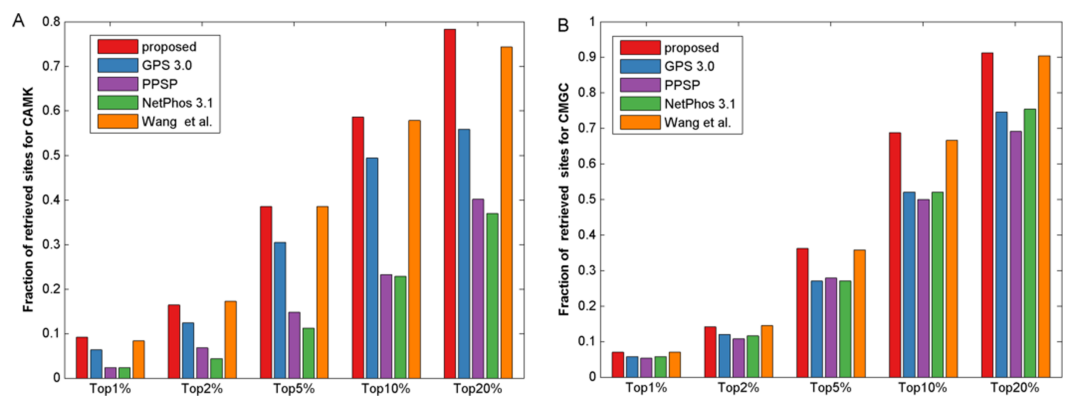 A
Fraction of retrieved sites for CAMK
0.8
0.7
0.6
0.5
0.4
0.3
0.2
0.1
0
proposed
GPS 3.0
PPSP
NetPhos 3.1
Wang et al.
Top1%
Top2%
Top5%
Top10%
Top20%
B
Fraction of retrieved sites for CMGC
1
0.9
0.8
0.7
0.6
0.5
0.4
0.3
0.2
0.1
0
proposed
GPS 3.0
PPSP
NetPhos 3.1
Wang et al.
Top1%
Top2%
Top5%
Top10%
Top20%